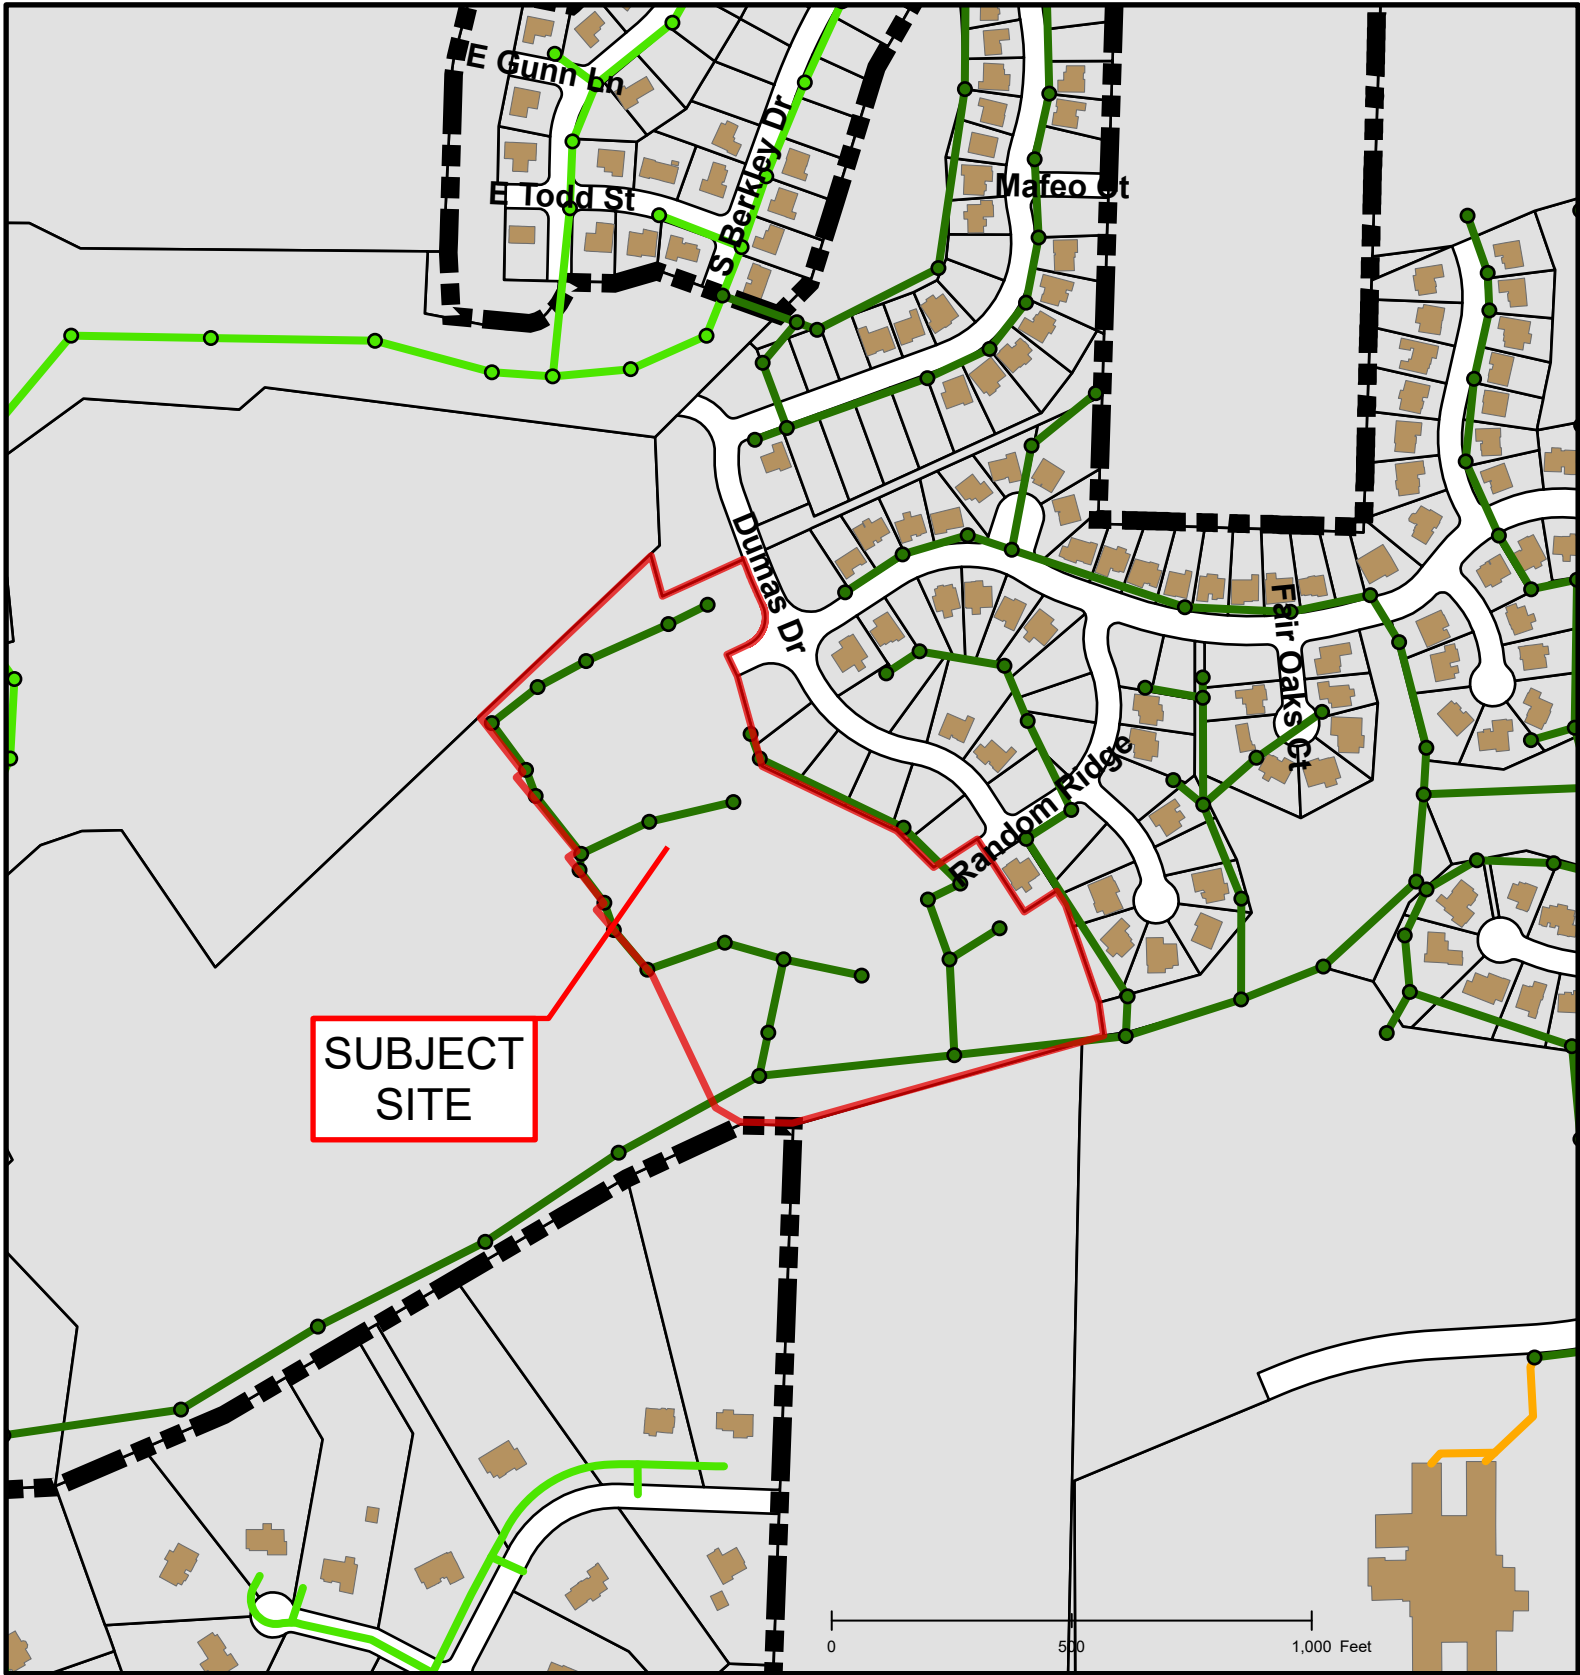 E Gunn Ln
E Todd St
S Berkley Dr
Mafeo Ct
Dumas Dr
Fair Oaks Ct
Random Ridge
SUBJECT
SITE
0 500 1,000 Feet